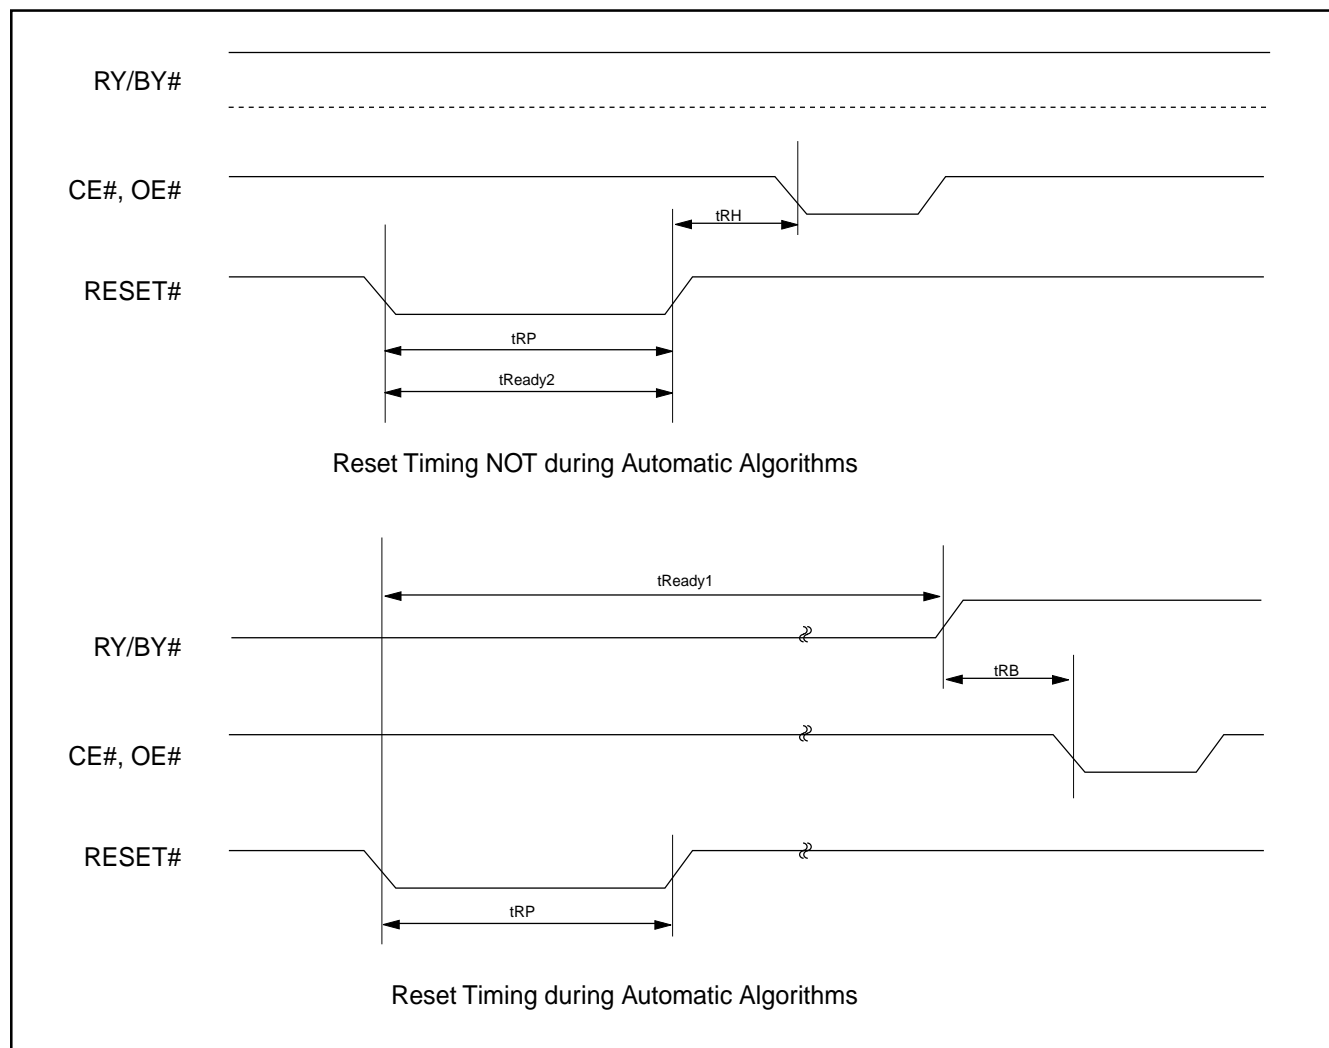 RY/BY#
CE#, OE#
tRH
RESET#
tRP
tReady2
Reset Timing NOT during Automatic Algorithms
tReady1
RY/BY#
tRB
CE#, OE#
RESET#
tRP
Reset Timing during Automatic Algorithms